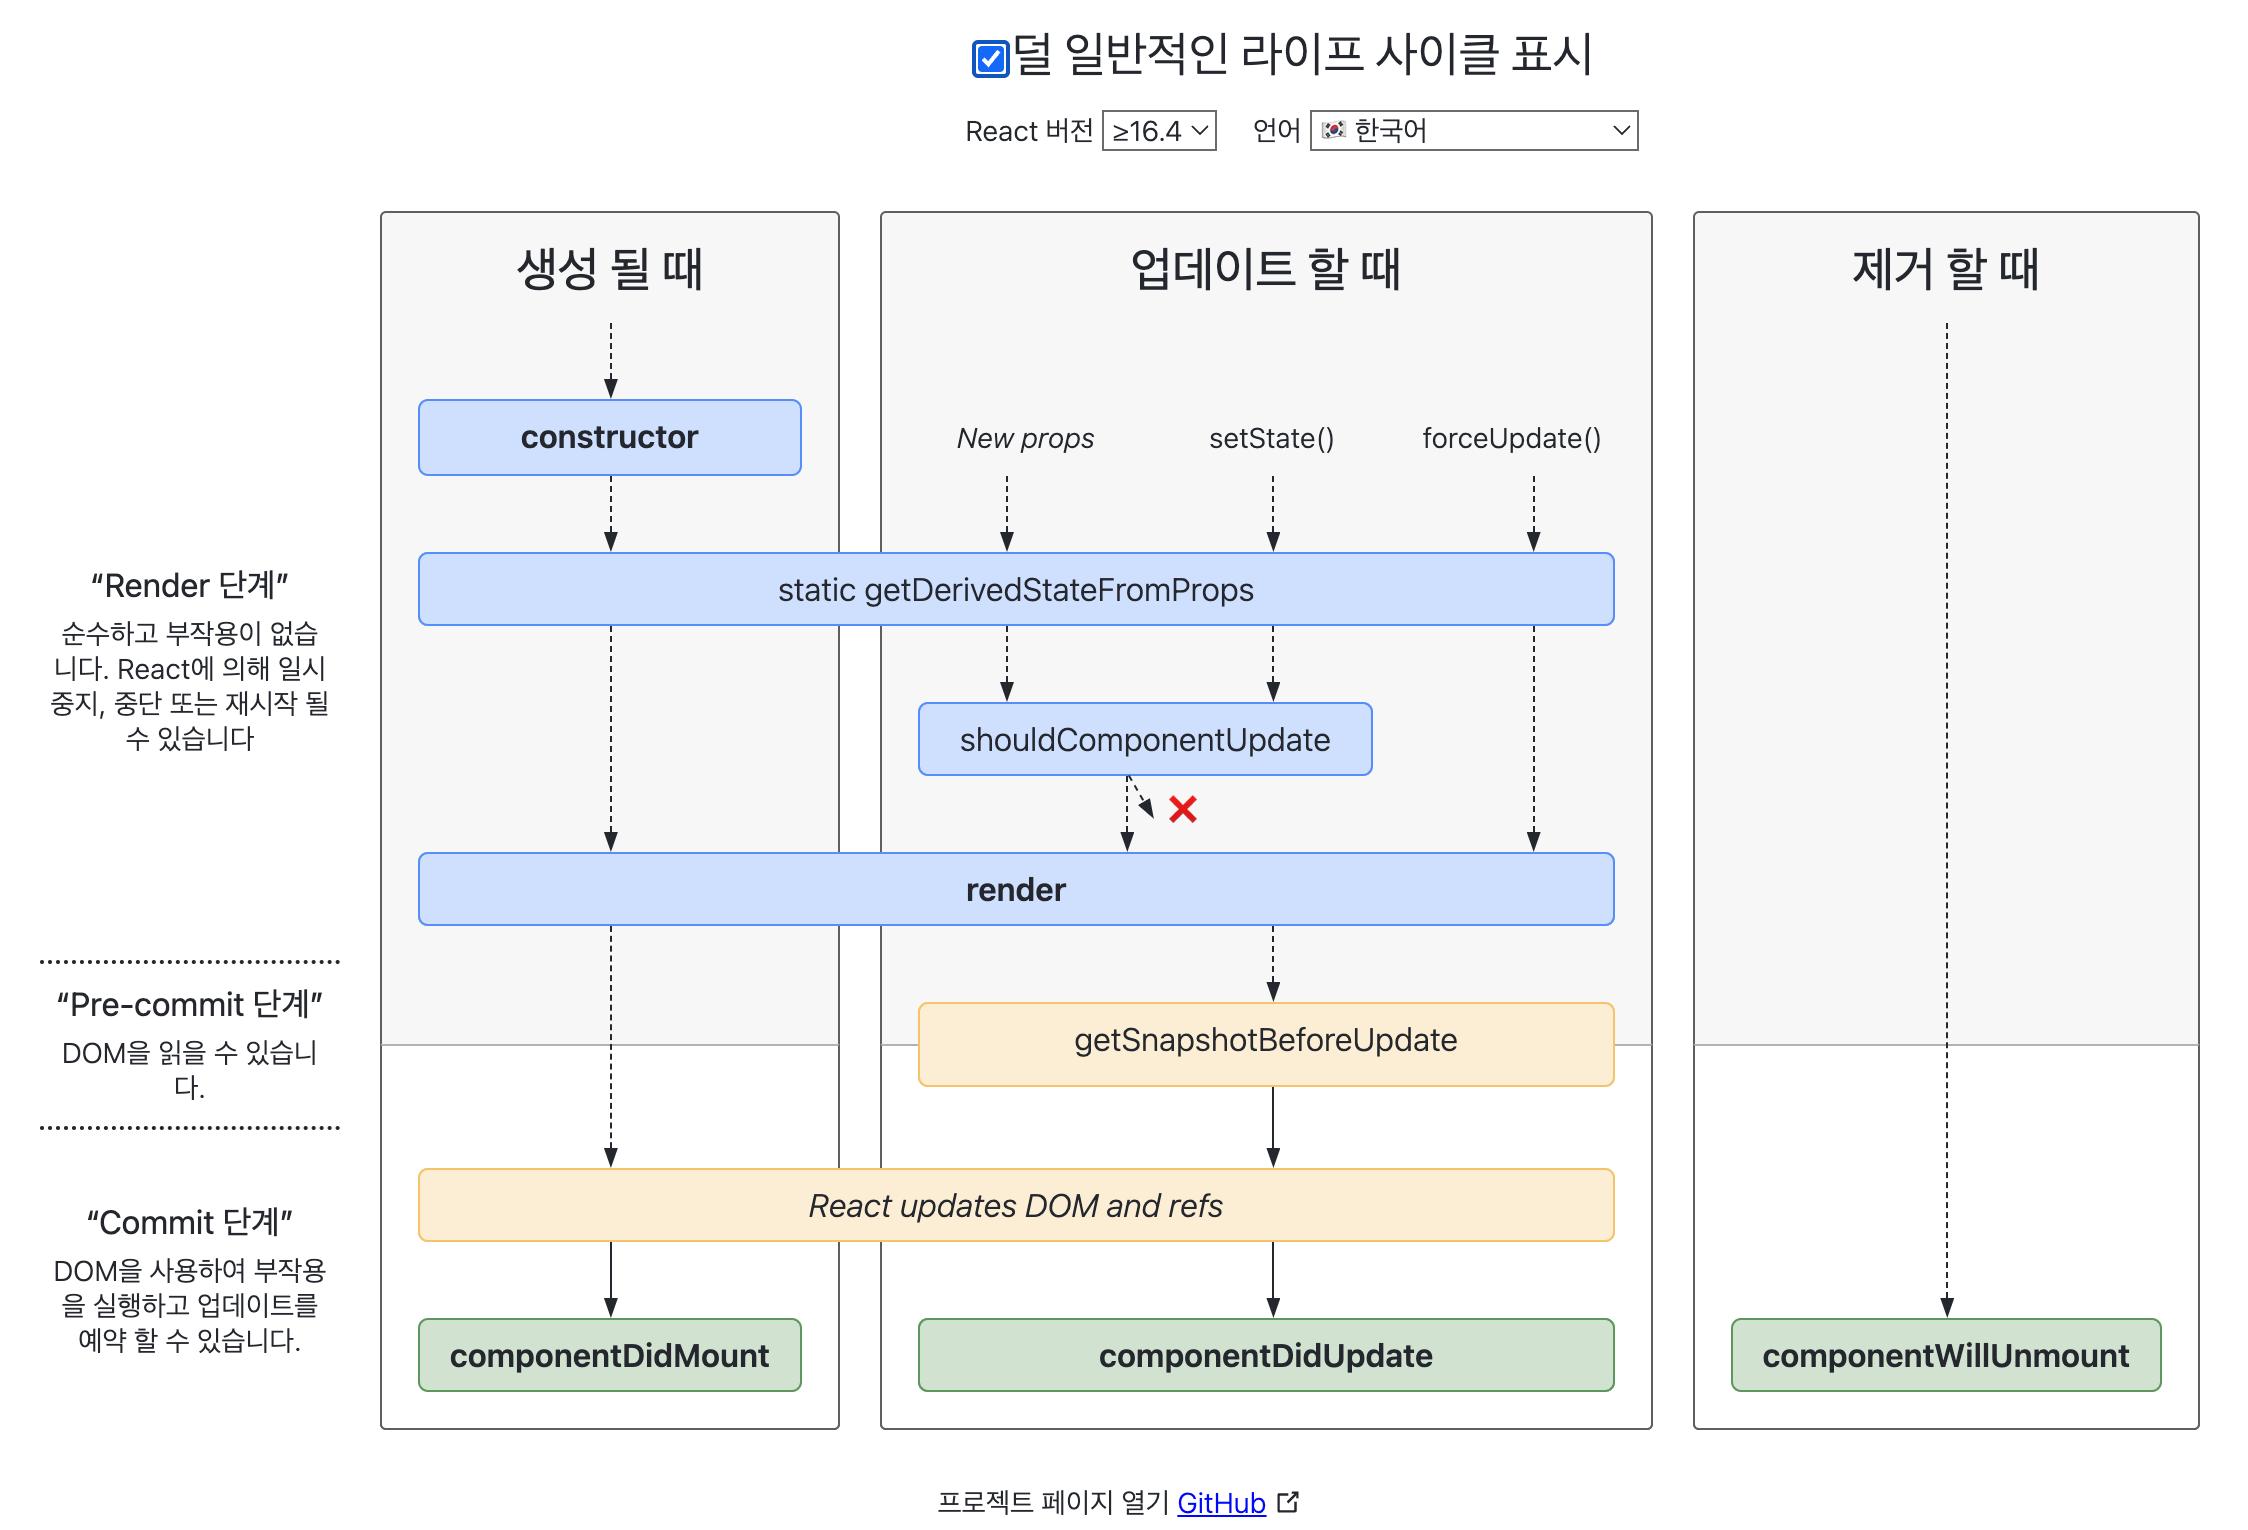 덜 일반적인 라이프 사이클 표시
React 버전 ≥16.4 언어 🇰🇷 한국어
생성 될 때
업데이트 할 때
제거 할 때
constructor
New props
setState()
forceUpdate()
static getDerivedStateFromProps
shouldComponentUpdate
render
getSnapshotBeforeUpdate
React updates DOM and refs
componentDidMount
componentDidUpdate
componentWillUnmount
“Render 단계”
순수하고 부작용이 없습
니다. React에 의해 일시
중지, 중단 또는 재시작 될
수 있습니다
“Pre-commit 단계”
DOM을 읽을 수 있습니
다.
“Commit 단계”
DOM을 사용하여 부작용
을 실행하고 업데이트를
예약 할 수 있습니다.
프로젝트 페이지 열기 GitHub